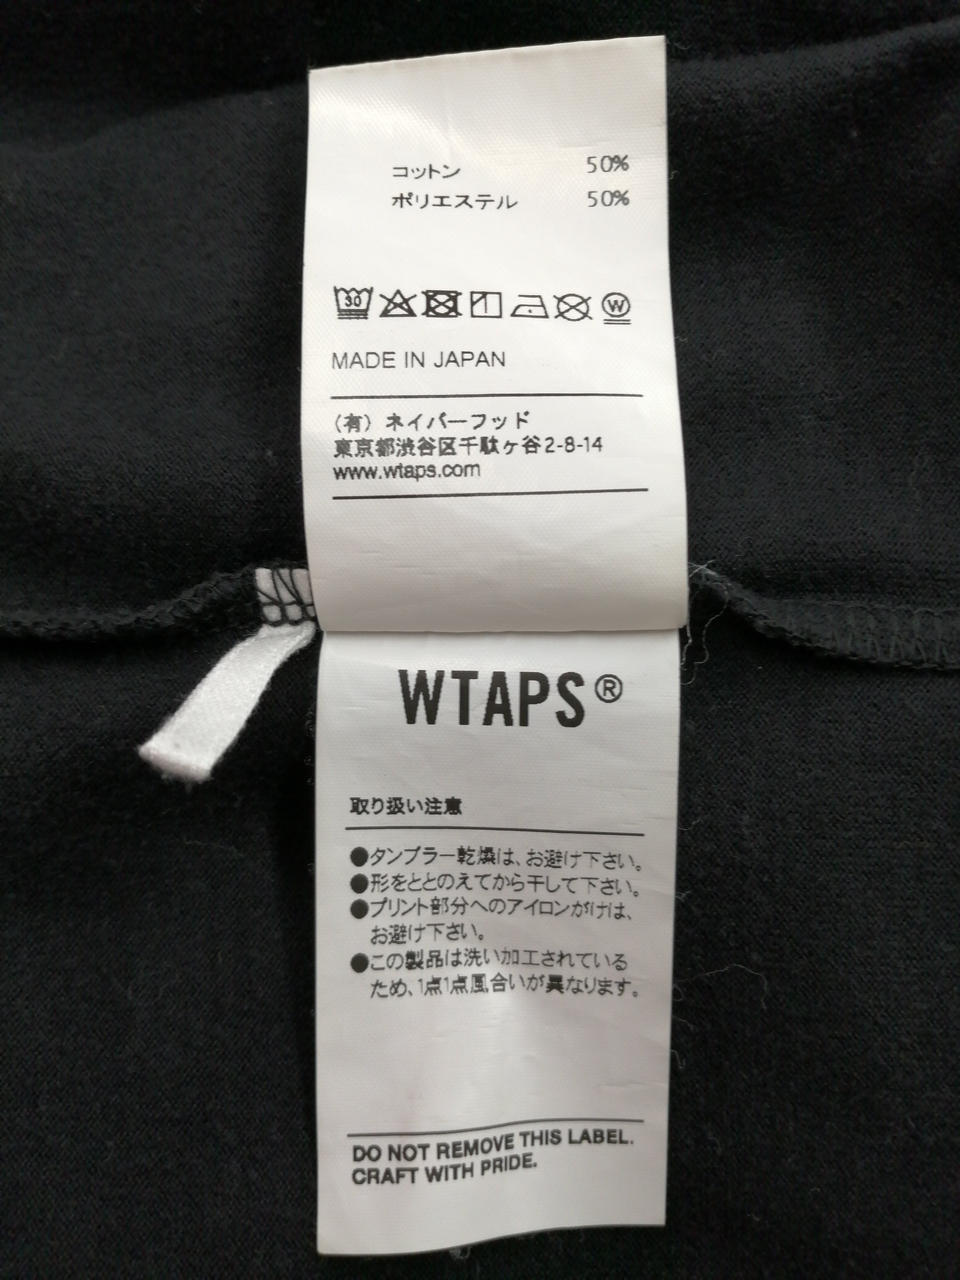 コットン 50%
ポリエステル 50%
30
W
MADE IN JAPAN
(有) ネイバーフッド
東京都渋谷区千駄ヶ谷2-8-14
www.wtaps.com
WTAPS®
取り扱い注意
●タンブラー乾燥は、お避け下さい。
●形をととのえてから干して下さい。
●プリント部分へのアイロンがけは、
お避け下さい。
●この製品は洗い加工されている
ため、1点1点風合いが異なります。
DO NOT REMOVE THIS LABEL.
CRAFT WITH PRIDE.